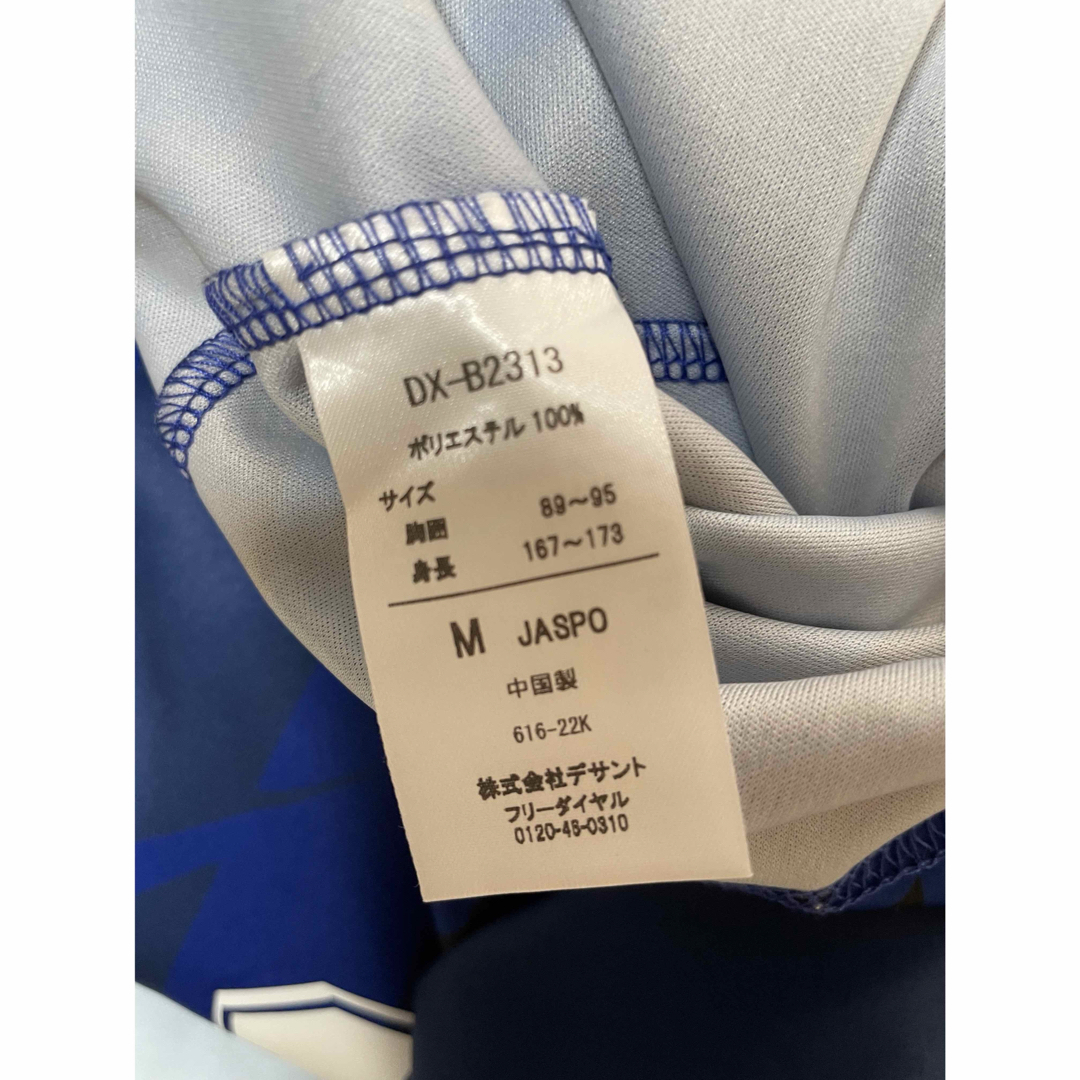 DX-B2313
ポリエステル 100%
サイズ
胸囲 89～95
身長 167～173
M JASPO
中国製
616-22K
株式会社デサント
フリーダイヤル
0120-46-0310